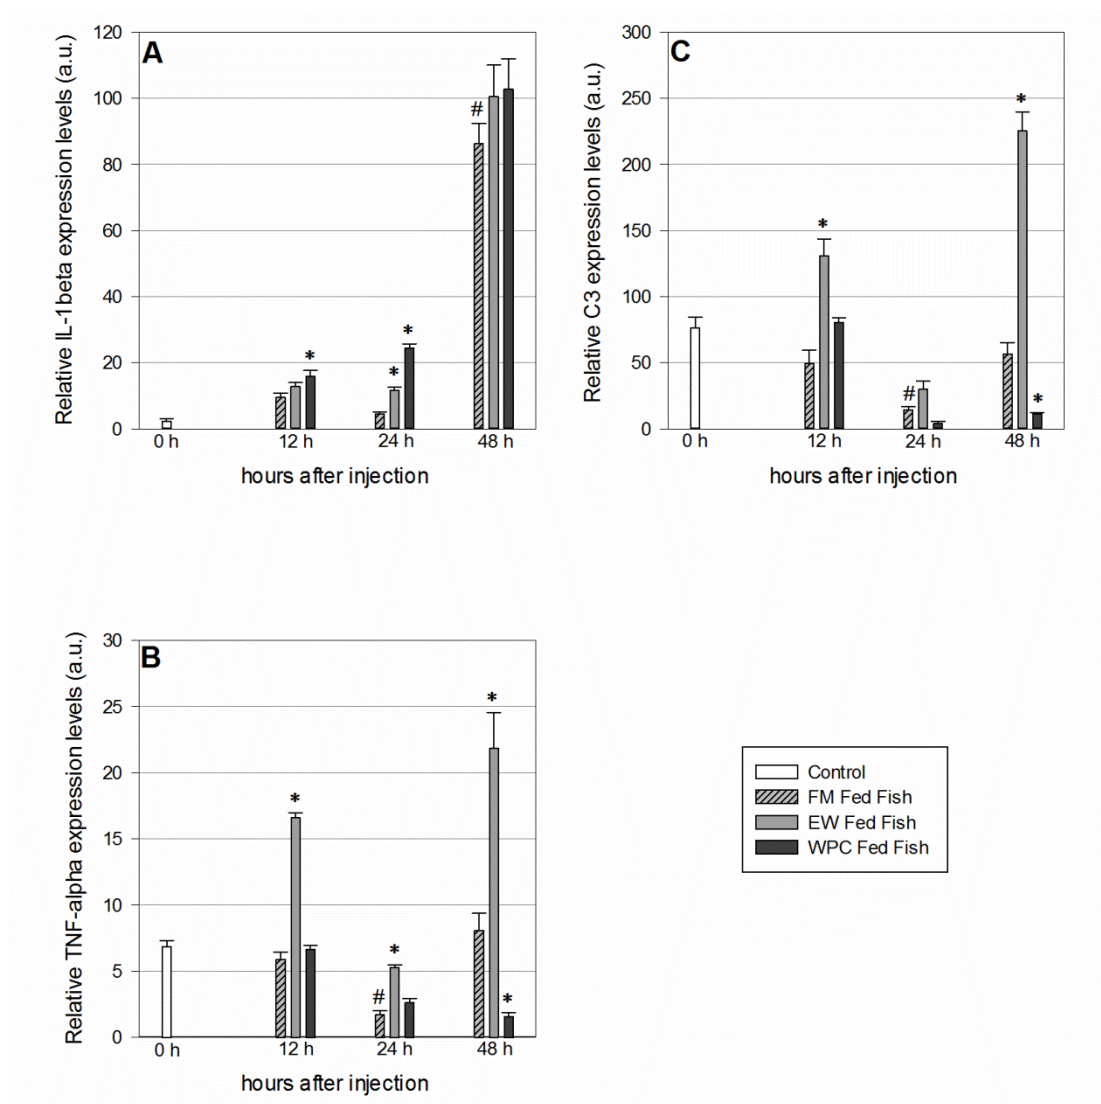 A
Relative IL-1beta expression levels (a.u.)
120
100
80
60
40
20
0
#
*
*
*
0 h
12 h
24 h
48 h
hours after injection
C
Relative C3 expression levels (a.u.)
300
250
200
150
100
50
0
*
#
*
*
0 h
12 h
24 h
48 h
hours after injection
B
Relative TNF-alpha expression levels (a.u.)
30
25
20
15
10
5
0
*
#
*
*
*
0 h
12 h
24 h
48 h
hours after injection
Control
FM Fed Fish
EW Fed Fish
WPC Fed Fish